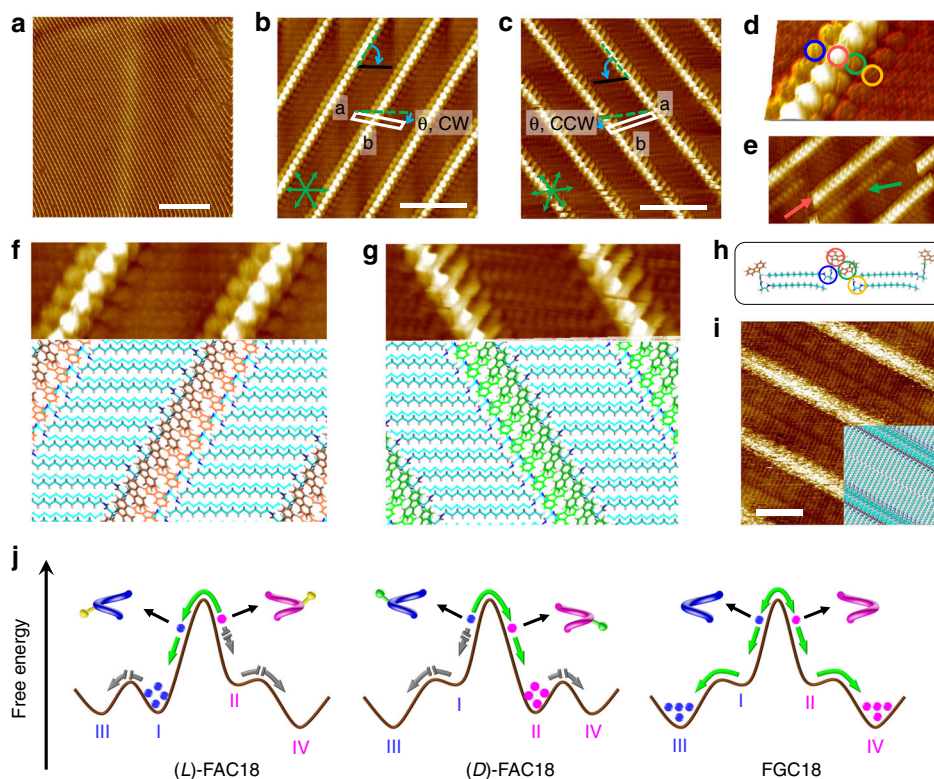 a
b
a
θ, CW
b
c
a
θ, CCW
b
d
e
f
g
h
i
j
Free energy
III
I
II
IV
(L)-FAC18
III
I
II
IV
(D)-FAC18
III
I
II
IV
FGC18